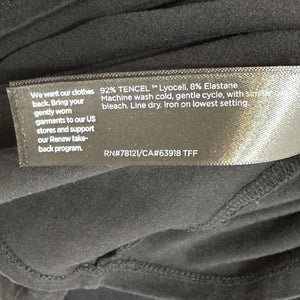 We want our clothes
back. Bring your
gently worn
garments to our US
stores and support
our Renew take-
back program.
92% TENCEL™ Lyocell, 8% Elastane
Machine wash cold, gentle cycle, with
bleach. Line dry. Iron on lowest setting.
RN#78121/CA#63918 TFF